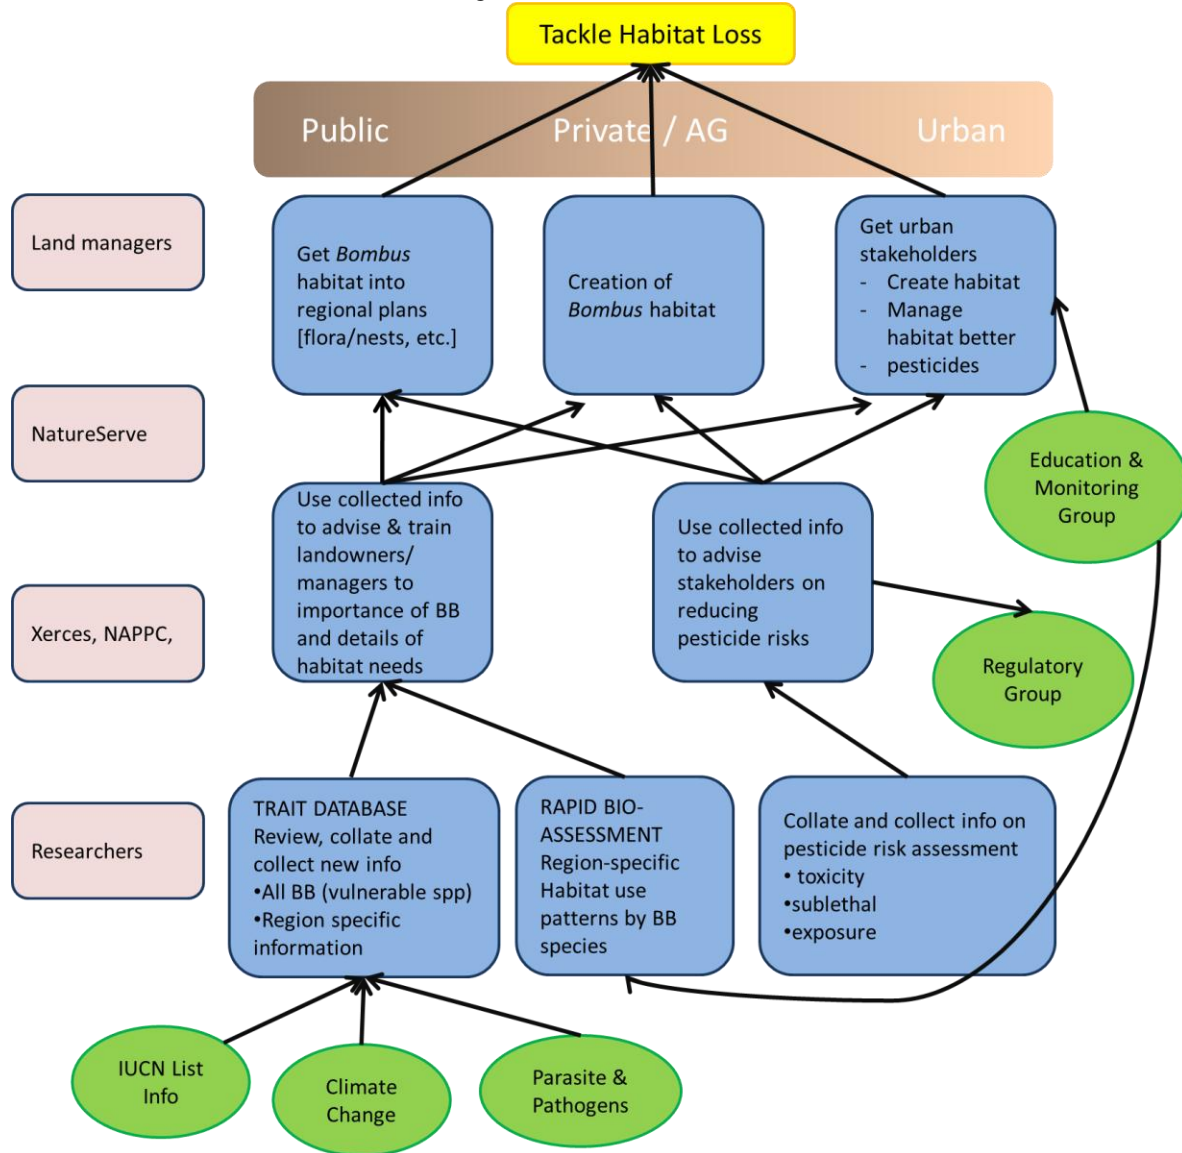 Tackle Habitat Loss
Public
Private / AG
Urban
Land managers
Get Bombus
habitat into
regional plans
[flora/nests, etc.]
Creation of
Bombus habitat
Get urban
stakeholders
- Create habitat
- Manage
habitat better
- pesticides
NatureServe
Education &
Monitoring
Group
Xerces, NAPPC,
Use collected info
to advise & train
landowners/
managers to
importance of BB
and details of
habitat needs
Use collected info
to advise
stakeholders on
reducing
pesticide risks
Regulatory
Group
Researchers
TRAIT DATABASE
Review, collate and
collect new info
•All BB (vulnerable spp)
•Region specific
information
RAPID BIO-
ASSESSMENT
Region-specific
Habitat use
patterns by BB
species
Collate and collect info on
pesticide risk assessment
• toxicity
•sublethal
•exposure
IUCN List
Info
Climate
Change
Parasite &
Pathogens